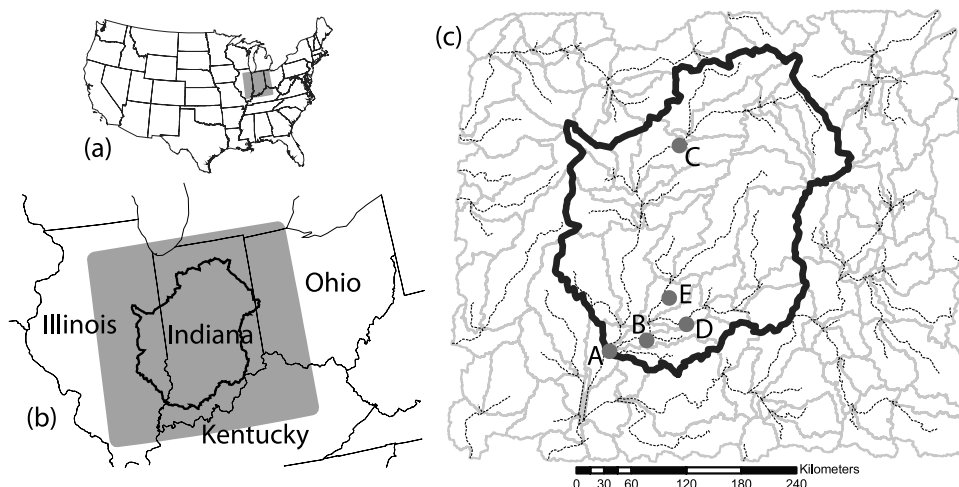 (a)
(b)
Illinois
Indiana
Ohio
Kentucky
(c)
C
E
B
D
A
Kilometers
0 30 60 120 180 240